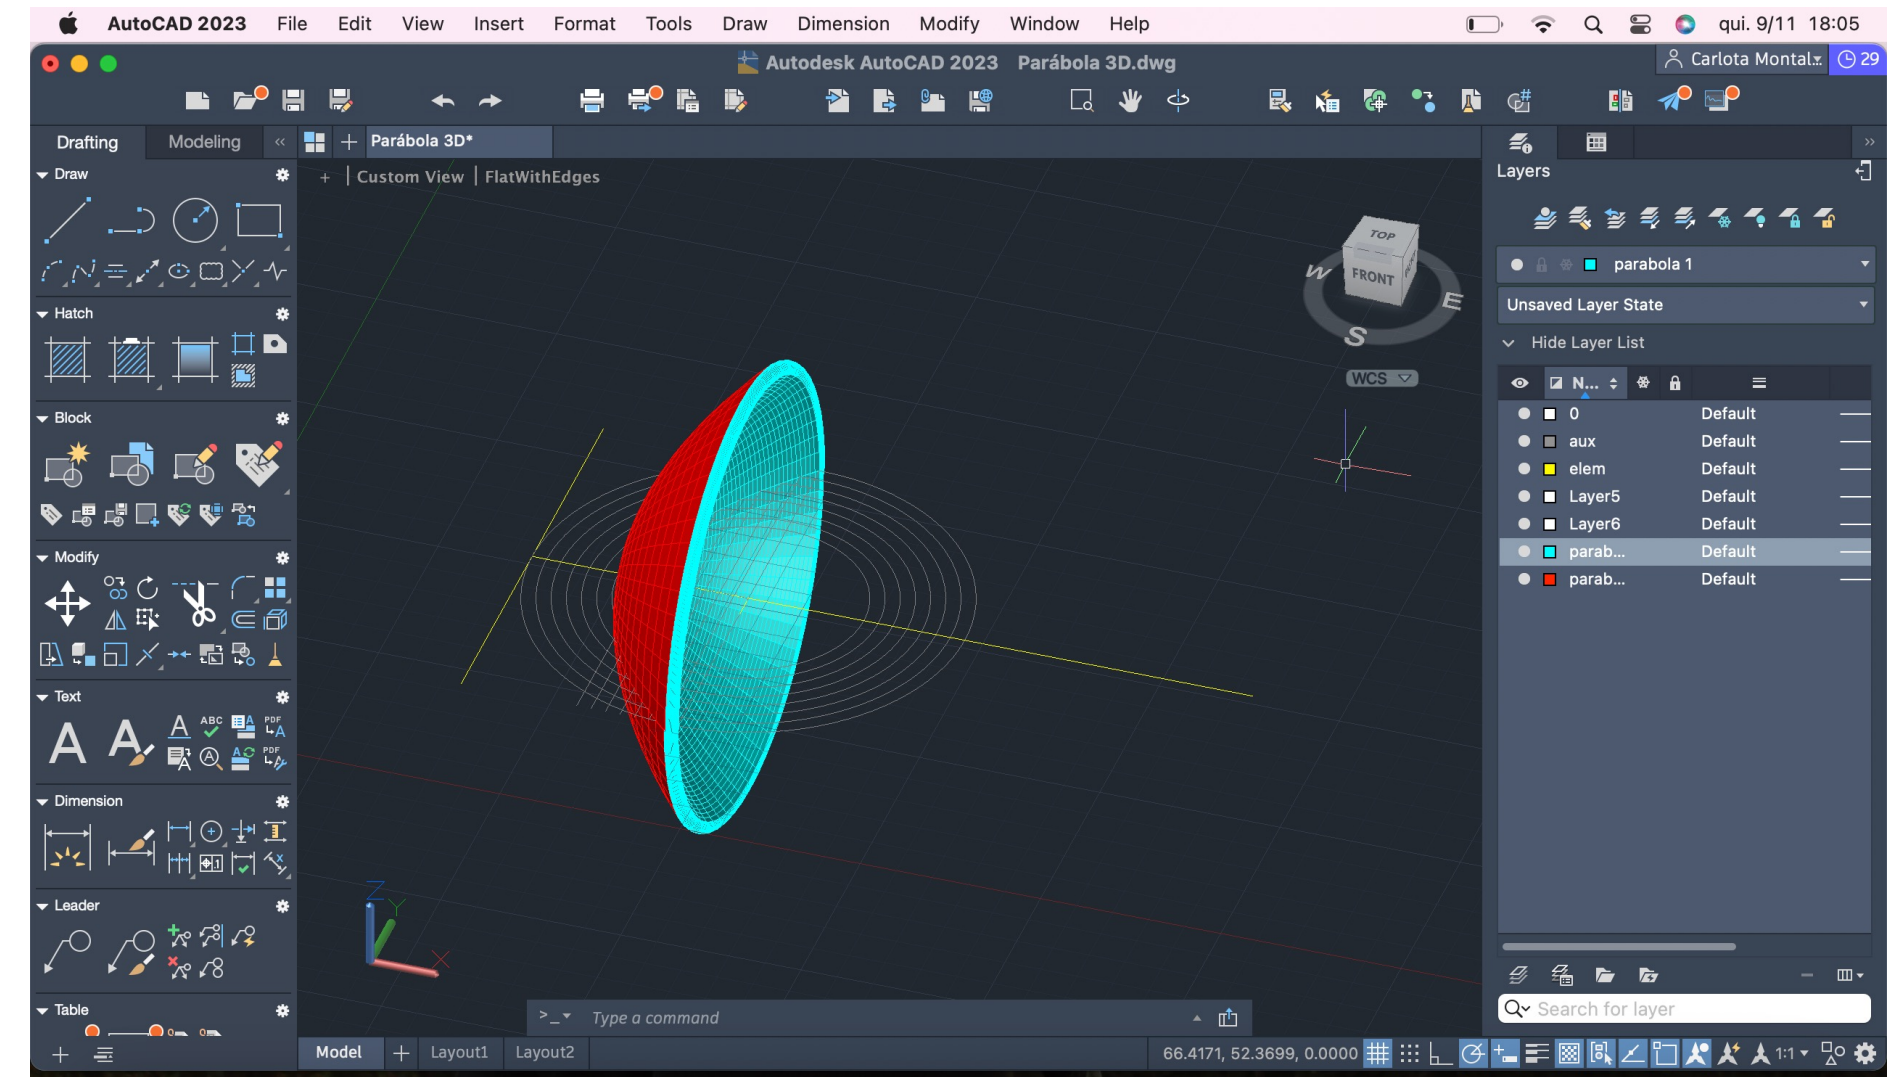 AutoCAD 2023 File Edit View Insert Format Tools Draw Dimension Modify Window Help qui. 9/11 18:05
Autodesk AutoCAD 2023 Parábola 3D.dwg Carlota Montal... 29
Drafting Modeling Parábola 3D*
Draw + Custom View FlatWithEdges Layers
TOP
FRONT
W
E
S
parabola 1
Unsaved Layer State
Hatch
Hide Layer List
WCS
N...
Block
0 Default
aux Default
elem Default
Layer5 Default
Layer6 Default
parab... Default
parab... Default
Modify
Text
A A A ABC A PDF
A A A PDF
Dimension
.1
Leader
Z
Y
X
Table
>_ Type a command
Search for layer
Model + Layout1 Layout2 66.4171, 52.3699, 0.0000 1:1